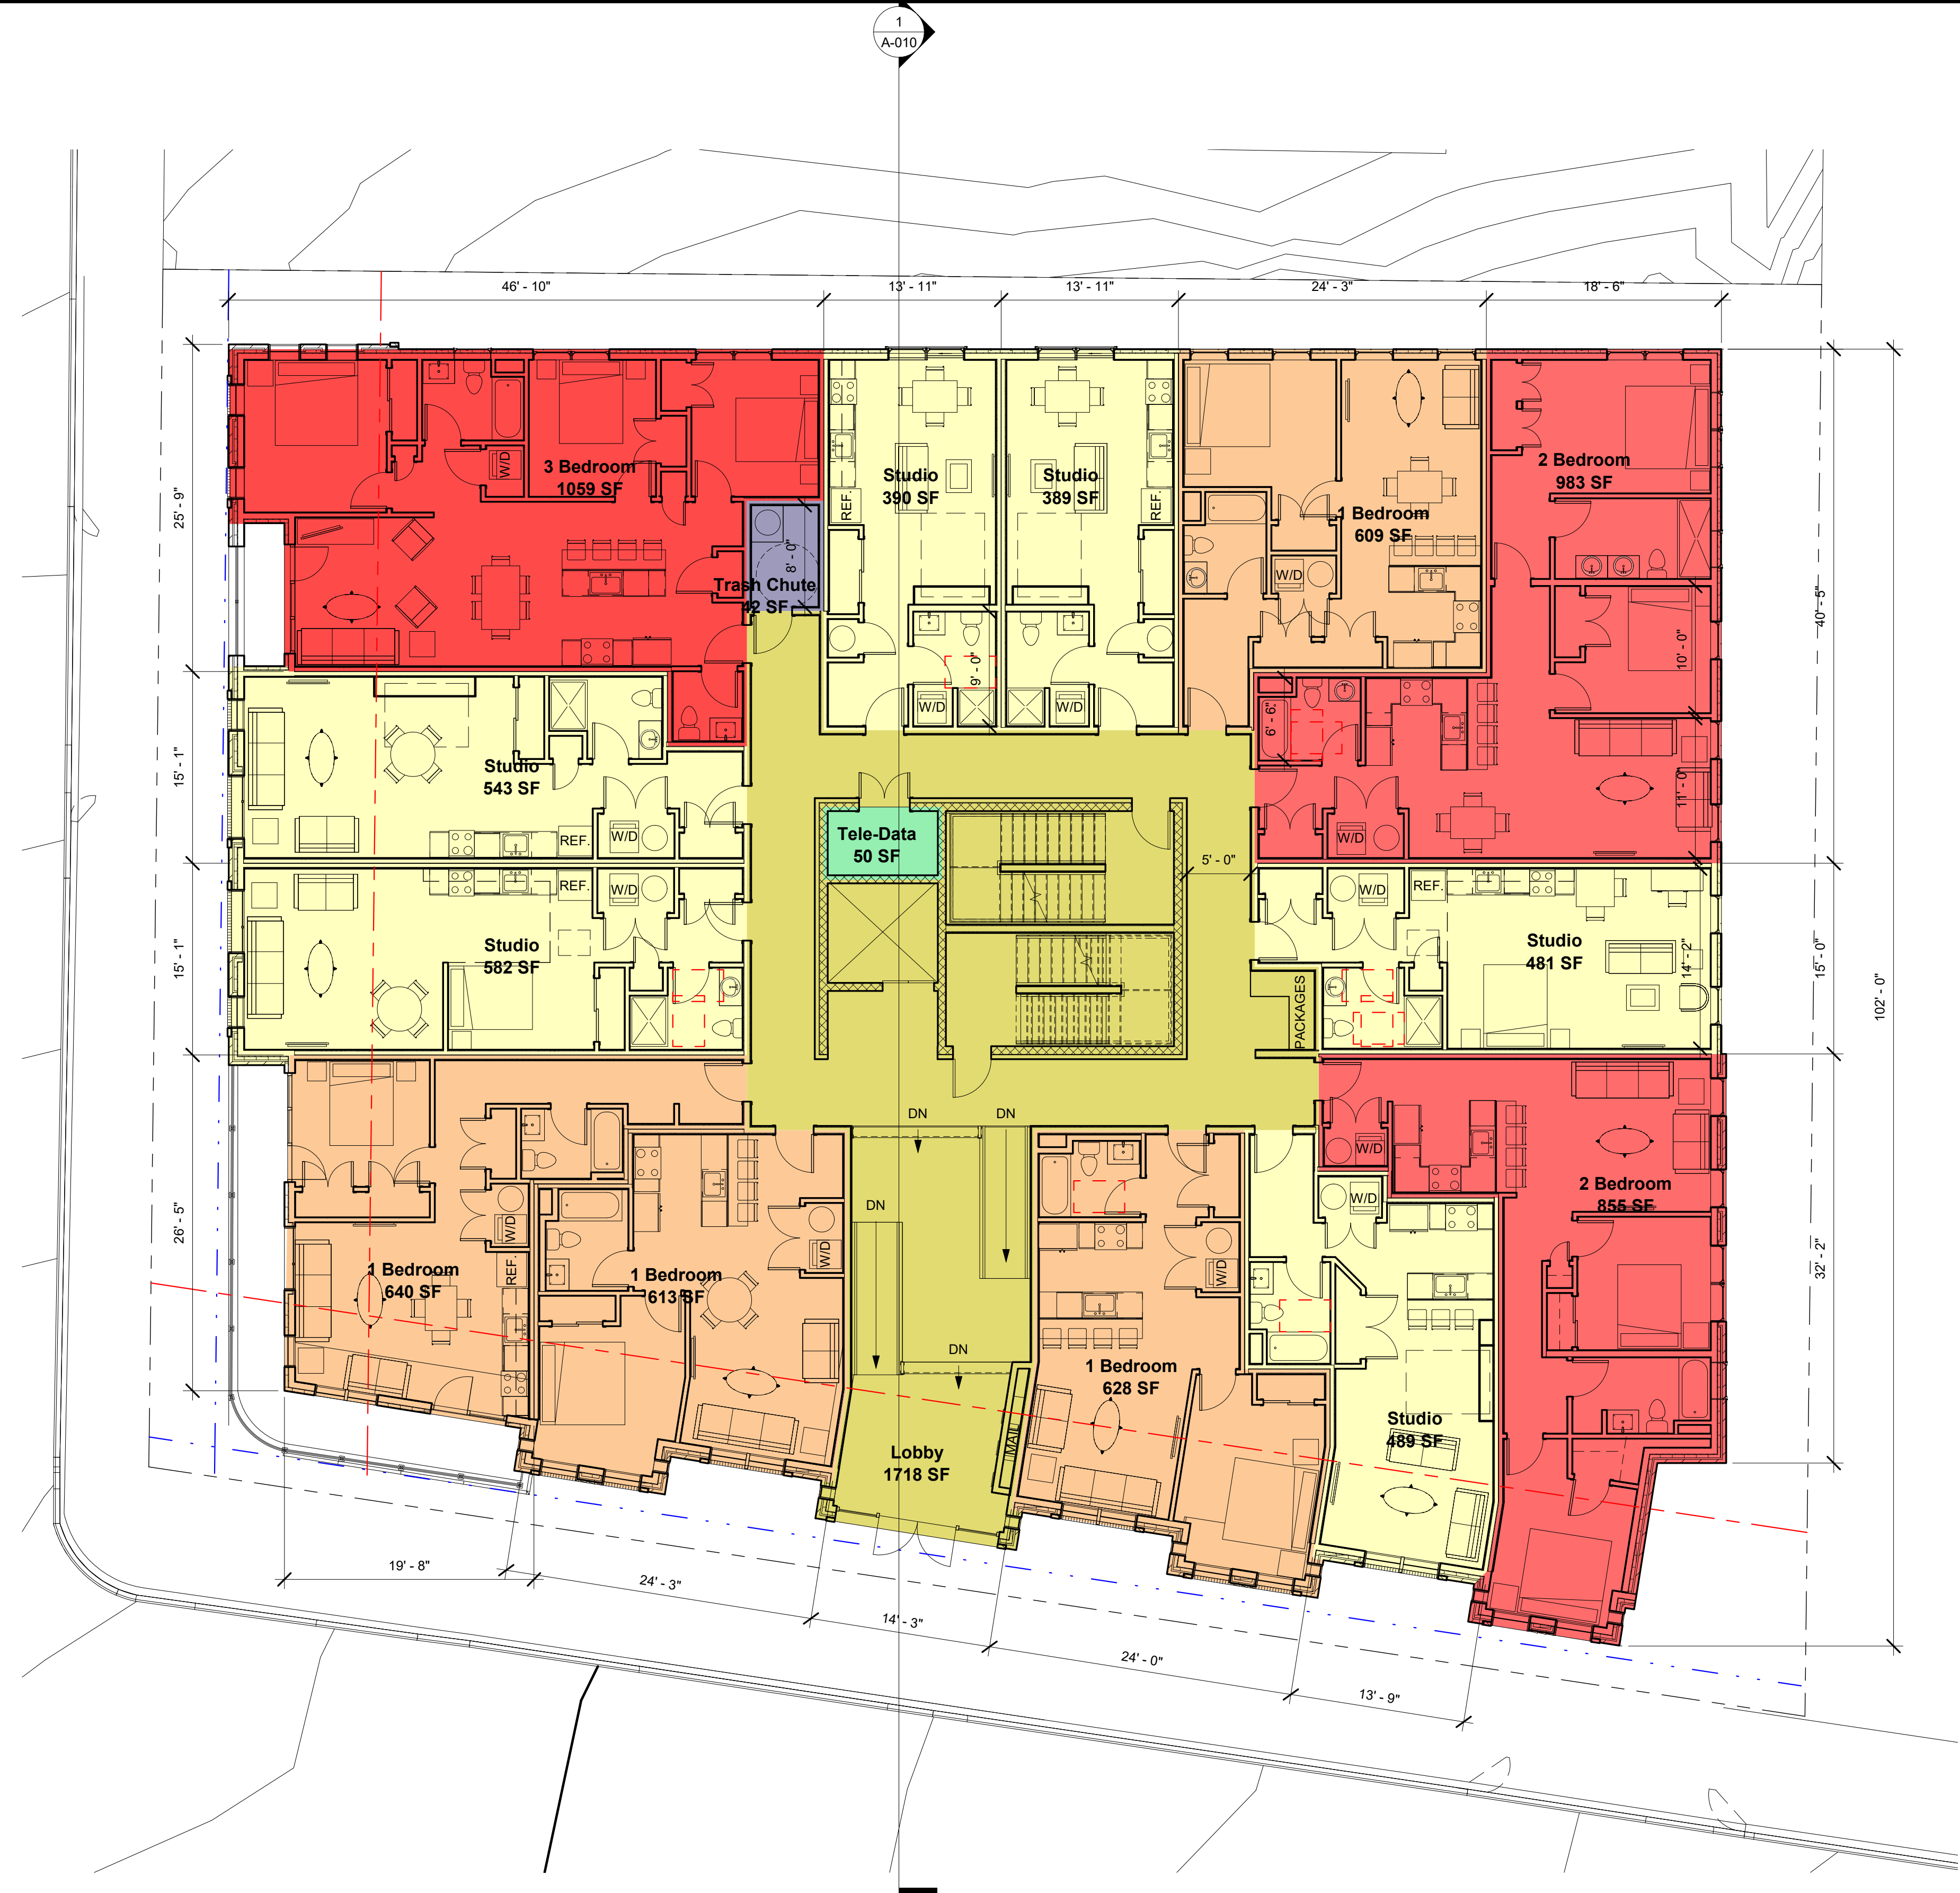 1
A-010
46' - 10"
13' - 11"
13' - 11"
24' - 3"
18' - 6"
25' - 9"
15' - 1"
15' - 1"
26' - 5"
3 Bedroom
1059 SF
W/D
Trash Chute
42 SF
8' - 0"
Studio
390 SF
REF.
W/D
9' - 0"
Studio
389 SF
REF.
W/D
1 Bedroom
609 SF
W/D
2 Bedroom
983 SF
10' - 0"
11' - 0"
6' - 6"
W/D
40' - 5"
15' - 0"
32' - 2"
102' - 0"
Studio
543 SF
REF.
W/D
Tele-Data
50 SF
5' - 0"
Studio
582 SF
REF.
W/D
Studio
481 SF
REF.
W/D
14' - 2"
PACKAGES
DN
DN
DN
DN
1 Bedroom
640 SF
W/D
REF.
1 Bedroom
613 SF
W/D
Lobby
1718 SF
MAIL
1 Bedroom
628 SF
W/D
Studio
489 SF
W/D
2 Bedroom
855 SF
W/D
19' - 8"
24' - 3"
14' - 3"
24' - 0"
13' - 9"